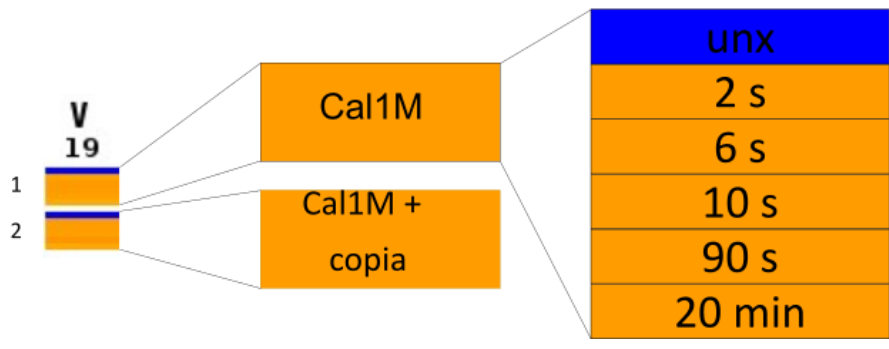 V
19
1
2
Cal1M
Cal1M +
copia
unx
2 s
6 s
10 s
90 s
20 min